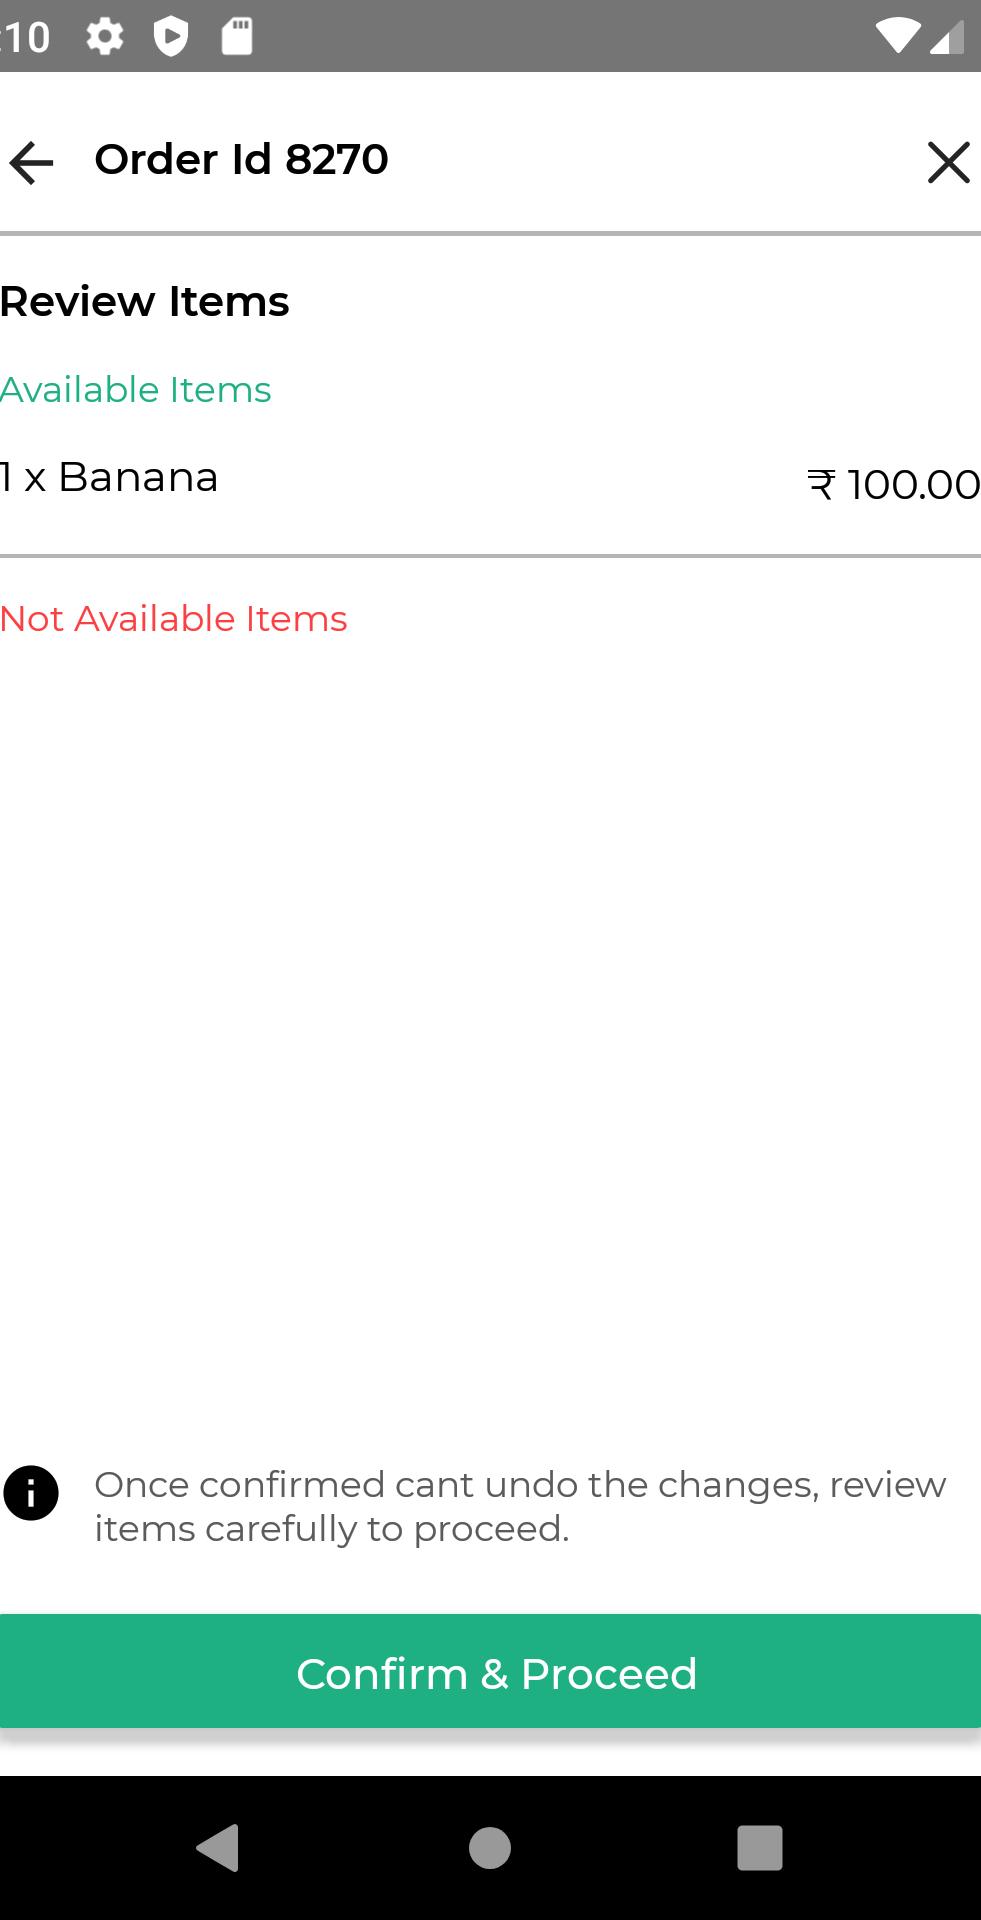 :10
Order Id 8270
Review Items
Available Items
1 x Banana
₹ 100.00
Not Available Items
Once confirmed cant undo the changes, review
items carefully to proceed.
Confirm & Proceed